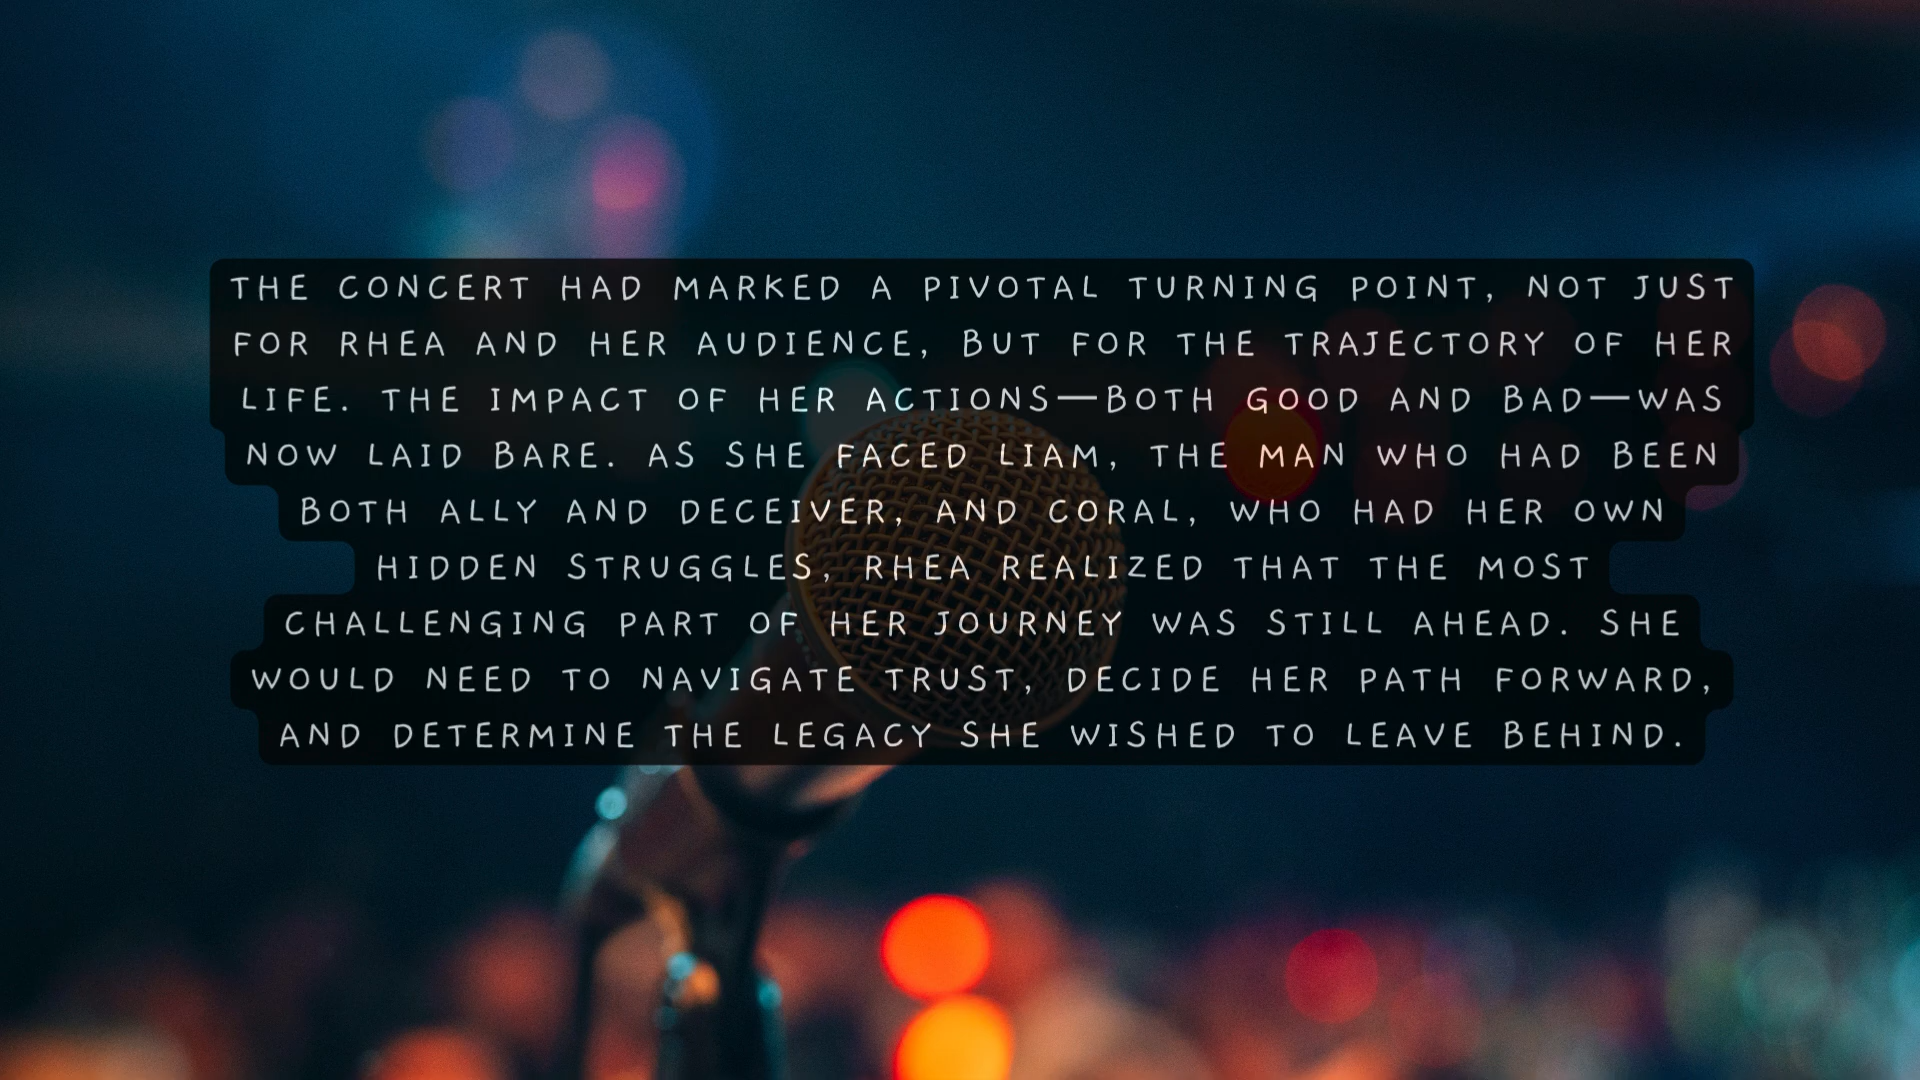 THE CONCERT HAD MARKED A PIVOTAL TURNING POINT, NOT JUST
FOR RHEA AND HER AUDIENCE, BUT FOR THE TRAJECTORY OF HER
LIFE. THE IMPACT OF HER ACTIONS—BOTH GOOD AND BAD—WAS
NOW LAID BARE. AS SHE FACED LIAM, THE MAN WHO HAD BEEN
BOTH ALLY AND DECEIVER, AND CORAL, WHO HAD HER OWN
HIDDEN STRUGGLES, RHEA REALIZED THAT THE MOST
CHALLENGING PART OF HER JOURNEY WAS STILL AHEAD. SHE
WOULD NEED TO NAVIGATE TRUST, DECIDE HER PATH FORWARD,
AND DETERMINE THE LEGACY SHE WISHED TO LEAVE BEHIND.